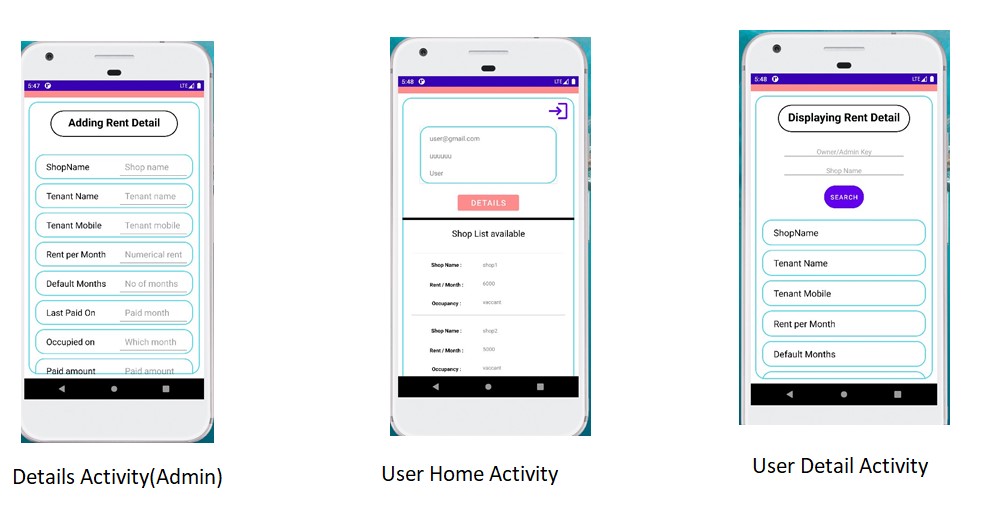 5:47 LTE
Adding Rent Detail
ShopName Shop name
Tenant Name Tenant name
Tenant Mobile Tenant mobile
Rent per Month Numerical rent
Default Months No of months
Last Paid On Paid month
Occupied on Which month
Paid amount Paid amount
Details Activity(Admin)
5:48 LTE
user@gmail.com
uuuuuu
User
DETAILS
Shop List available
Shop Name : shop1
Rent / Month : 6000
Occupancy : vaccant
Shop Name : shop2
Rent / Month : 5000
Occupancy : vaccant
User Home Activity
5:48 LTE
Displaying Rent Detail
Owner/Admin Key
Shop Name
SEARCH
ShopName
Tenant Name
Tenant Mobile
Rent per Month
Default Months
User Detail Activity